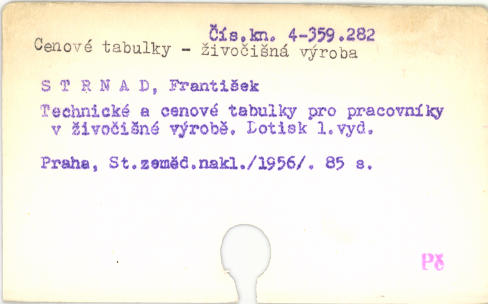 Čís.kn. 4-359.282
Cenové tabulky - živočišná výroba
S T R N A D, František
Technické a cenové tabulky pro pracovníky
v živočišné výrobě. Dotisk 1.vyd.
Praha, St.zeměd.nakl./1956/. 85 s.
Pč